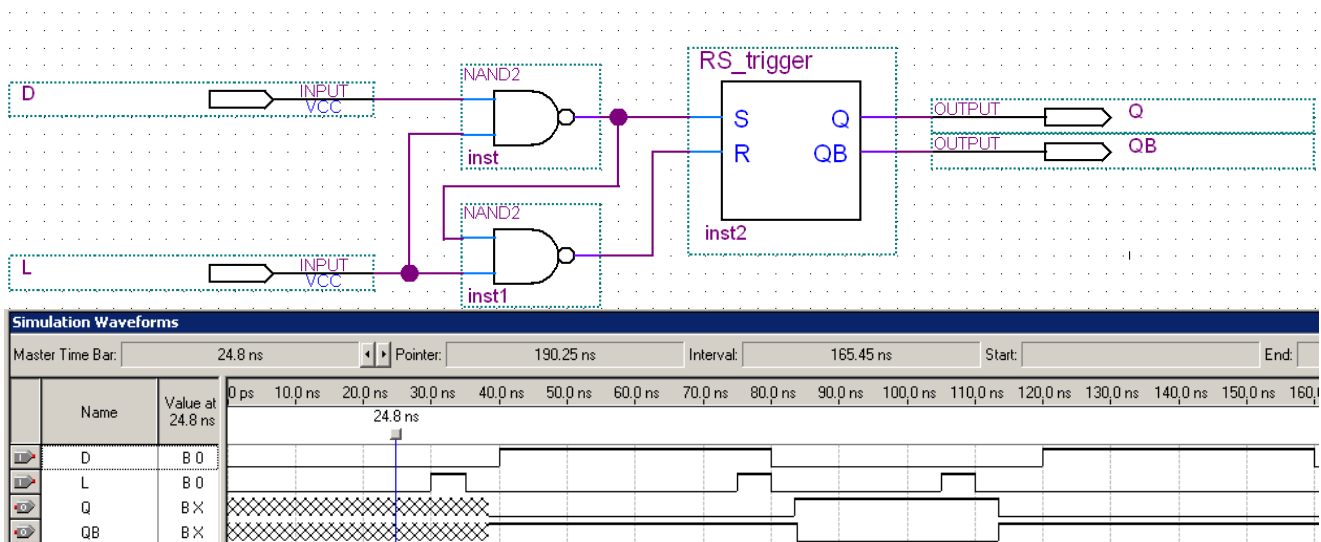 RS_trigger
NAND2
D
INPUT
VCC
S
Q
OUTPUT
Q
R
QB
OUTPUT
QB
inst
NAND2
inst2
L
INPUT
VCC
inst1
Simulation Waveforms
Master Time Bar: 24.8 ns Pointer: 190.25 ns Interval: 165.45 ns Start: End:
Name
Value at 24.8 ns
0 ps 10.0 ns 20.0 ns 30.0 ns 40.0 ns 50.0 ns 60.0 ns 70.0 ns 80.0 ns 90.0 ns 100.0 ns 110.0 ns 120.0 ns 130.0 ns 140.0 ns 150.0 ns 160.
24.8 ns
D B 0
L B 0
Q B X
QB B X